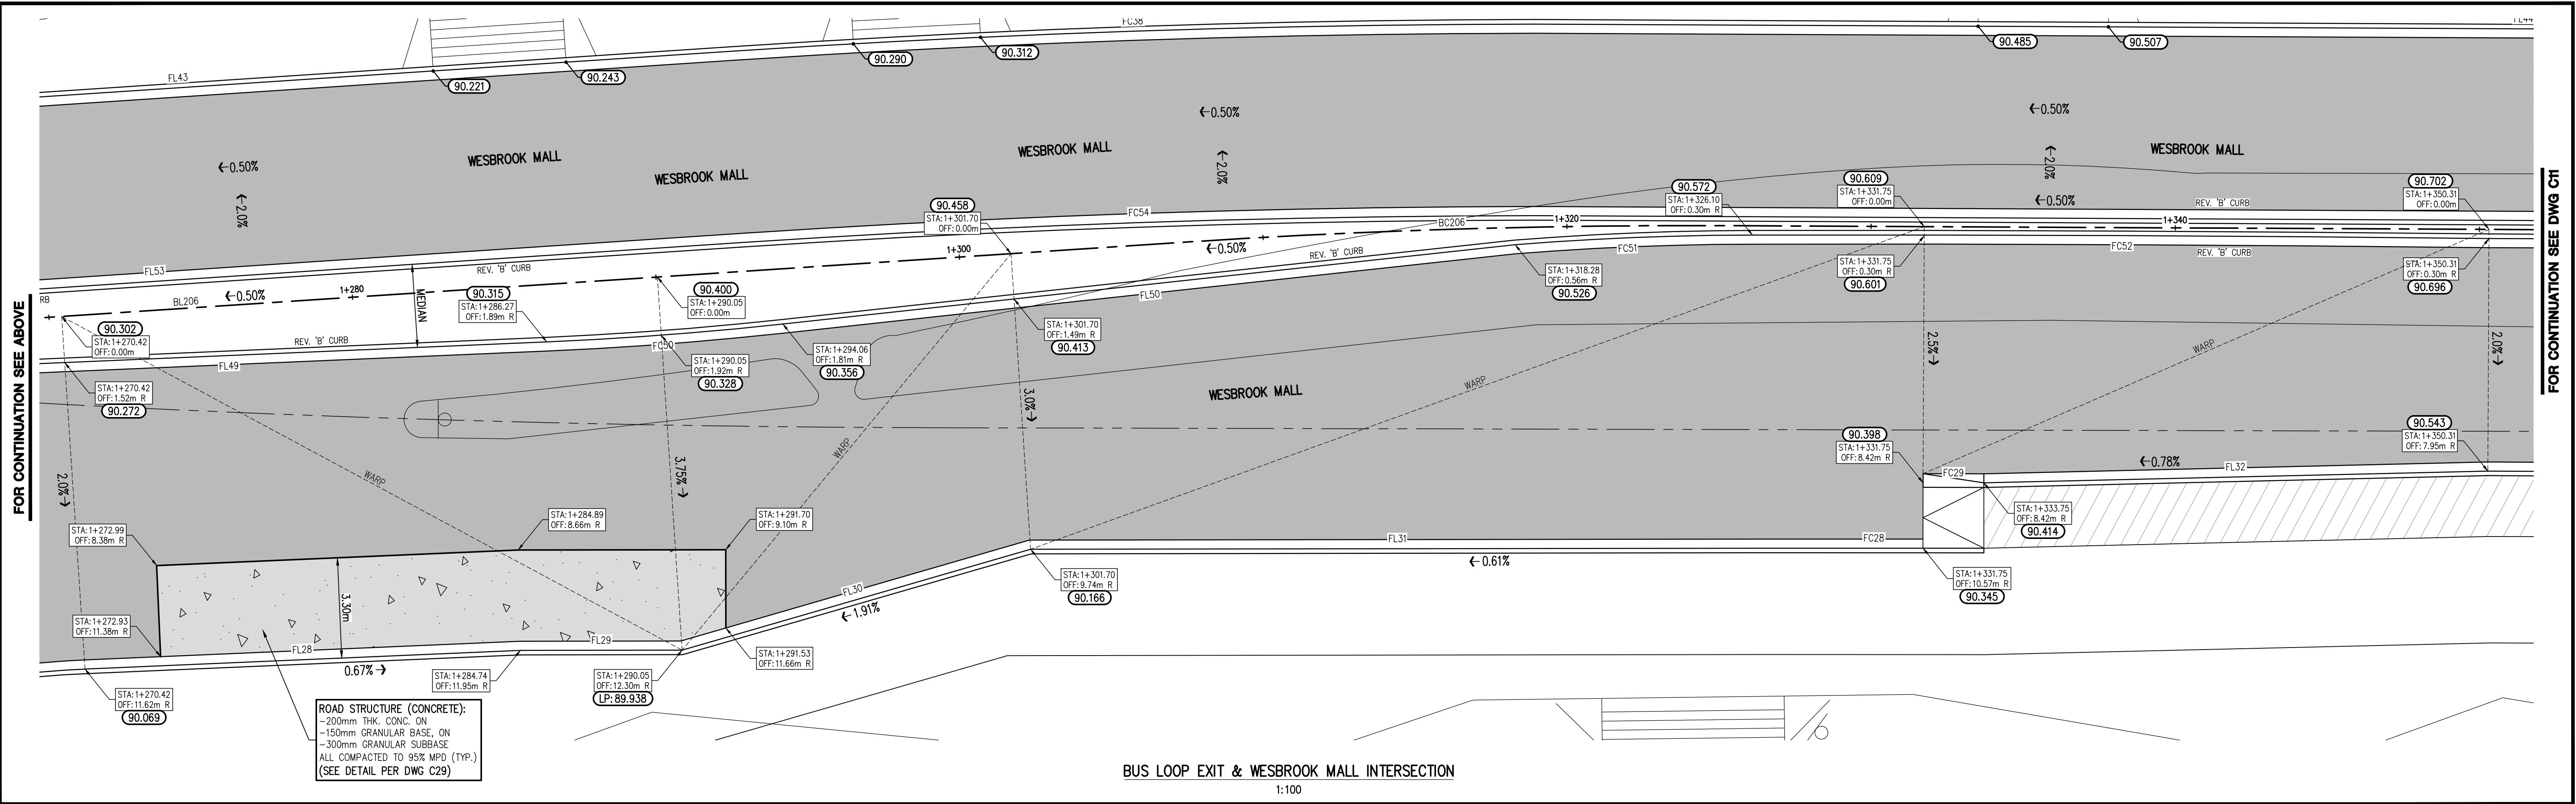 FC38
FL44
FL43
90.221
90.243
90.290
90.312
90.485
90.507
←0.50%
←2.0%
WESBROOK MALL
WESBROOK MALL
WESBROOK MALL
←0.50%
←2.0%
←0.50%
←2.0%
WESBROOK MALL
FOR CONTINUATION SEE ABOVE
FOR CONTINUATION SEE DWG C11
90.458
STA: 1+301.70
OFF: 0.00m
FC54
90.572
STA: 1+326.10
OFF: 0.30m R
90.609
STA: 1+331.75
OFF: 0.00m
←0.50%
90.702
STA: 1+350.31
OFF: 0.00m
REV. 'B' CURB
BC206
1+320
1+340
FL53
RB
BL206
←0.50%
1+280
MEDIAN
REV. 'B' CURB
90.315
STA: 1+286.27
OFF: 1.89m R
90.400
STA: 1+290.05
OFF: 0.00m
1+300
←0.50%
REV. 'B' CURB
FC51
FC52
REV. 'B' CURB
90.302
STA: 1+270.42
OFF: 0.00m
REV. 'B' CURB
FL49
FC50
FL50
STA: 1+318.28
OFF: 0.56m R
90.526
STA: 1+331.75
OFF: 0.30m R
90.601
STA: 1+350.31
OFF: 0.30m R
90.696
STA: 1+301.70
OFF: 1.49m R
90.413
STA: 1+294.06
OFF: 1.81m R
90.356
STA: 1+290.05
OFF: 1.92m R
90.328
STA: 1+270.42
OFF: 1.52m R
90.272
WARP
WARP
WARP
WARP
WESBROOK MALL
2.0%→
3.75%→
3.0%→
2.5%→
2.0%→
90.398
STA: 1+331.75
OFF: 8.42m R
90.543
STA: 1+350.31
OFF: 7.95m R
FC29
←0.78%
FL32
STA: 1+333.75
OFF: 8.42m R
90.414
STA: 1+272.99
OFF: 8.38m R
STA: 1+284.89
OFF: 8.66m R
STA: 1+291.70
OFF: 9.10m R
FL31
FC28
←0.61%
STA: 1+301.70
OFF: 9.74m R
90.166
STA: 1+331.75
OFF: 10.57m R
90.345
FL30
←1.91%
3.30m
STA: 1+272.93
OFF: 11.38m R
FL28
FL29
0.67%→
STA: 1+291.53
OFF: 11.66m R
STA: 1+284.74
OFF: 11.95m R
STA: 1+290.05
OFF: 12.30m R
LP: 89.938
STA: 1+270.42
OFF: 11.62m R
90.069
ROAD STRUCTURE (CONCRETE):
-200mm THK. CONC. ON
-150mm GRANULAR BASE, ON
-300mm GRANULAR SUBBASE
ALL COMPACTED TO 95% MPD (TYP.)
(SEE DETAIL PER DWG C29)
BUS LOOP EXIT & WESBROOK MALL INTERSECTION
1:100